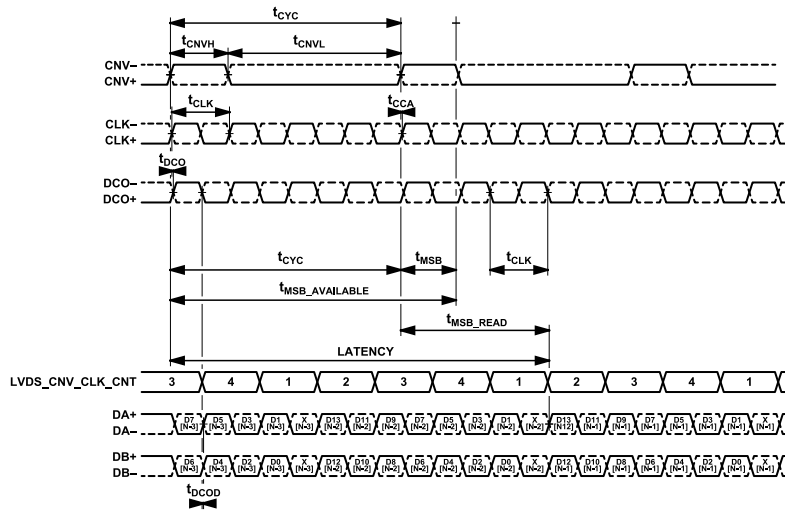 tCYC
tCNVH tCNVL
CNV−
CNV+
tCLK tCCA
CLK−
CLK+
tDCO
DCO−
DCO+
tCYC tMSB tCLK
tMSB_AVAILABLE
tMSB_READ
LATENCY
LVDS_CNV_CLK_CNT 3 4 1 2 3 4 1 2 3 4 1
DA+ D7 D5 D3 D1 X D13 D11 D9 D7 D5 D3 D1 X D13 D11 D9 D7 D5 D3 D1 X
DA− [N-3] [N-3] [N-3] [N-3] [N-3] [N-2] [N-2] [N-2] [N-2] [N-2] [N-2] [N-2] [N-2] [N12] [N-1] [N-1] [N-1] [N-1] [N-1] [N-1] [N-1]
DB+ D6 D4 D2 D0 X D12 D10 D8 D6 D4 D2 D0 X D12 D10 D8 D6 D4 D2 D0 X
DB− [N-3] [N-3] [N-3] [N-3] [N-3] [N-2] [N-2] [N-2] [N-2] [N-2] [N-2] [N-2] [N-2] [N-1] [N-1] [N-1] [N-1] [N-1] [N-1] [N-1] [N-1]
tDCOD